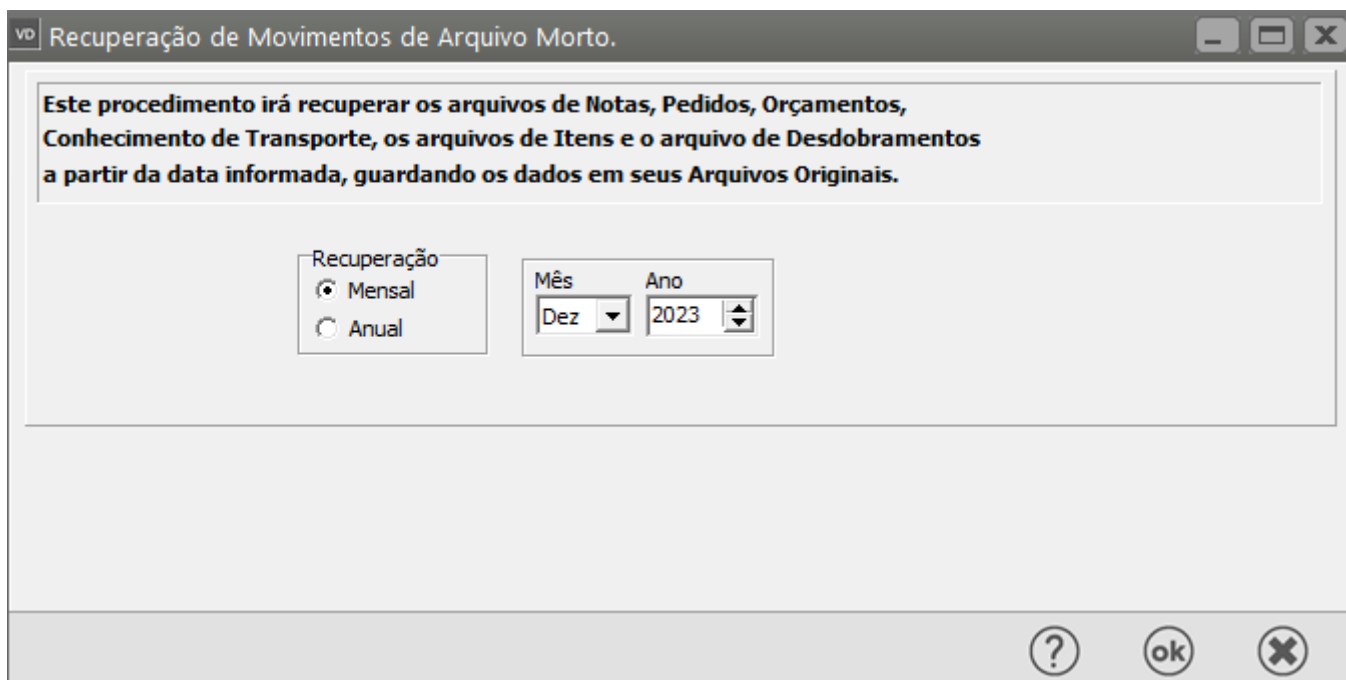 VD Recuperação de Movimentos de Arquivo Morto.
Este procedimento irá recuperar os arquivos de Notas, Pedidos, Orçamentos,
Conhecimento de Transporte, os arquivos de Itens e o arquivo de Desdobramentos
a partir da data informada, guardando os dados em seus Arquivos Originais.
Recuperação
Mensal
Anual
Mês Ano
Dez 2023
? ok